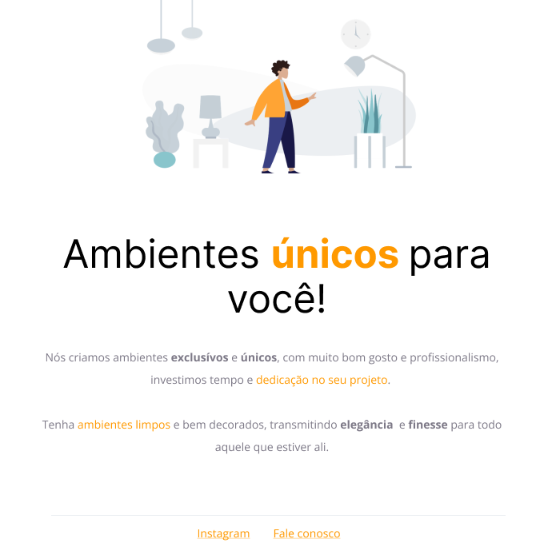 Ambientes únicos para
você!
Nós criamos ambientes exclusívos e únicos, com muito bom gosto e profissionalismo,
investimos tempo e dedicação no seu projeto.
Tenha ambientes limpos e bem decorados, transmitindo elegância e finesse para todo
aquele que estiver ali.
Instagram Fale conosco